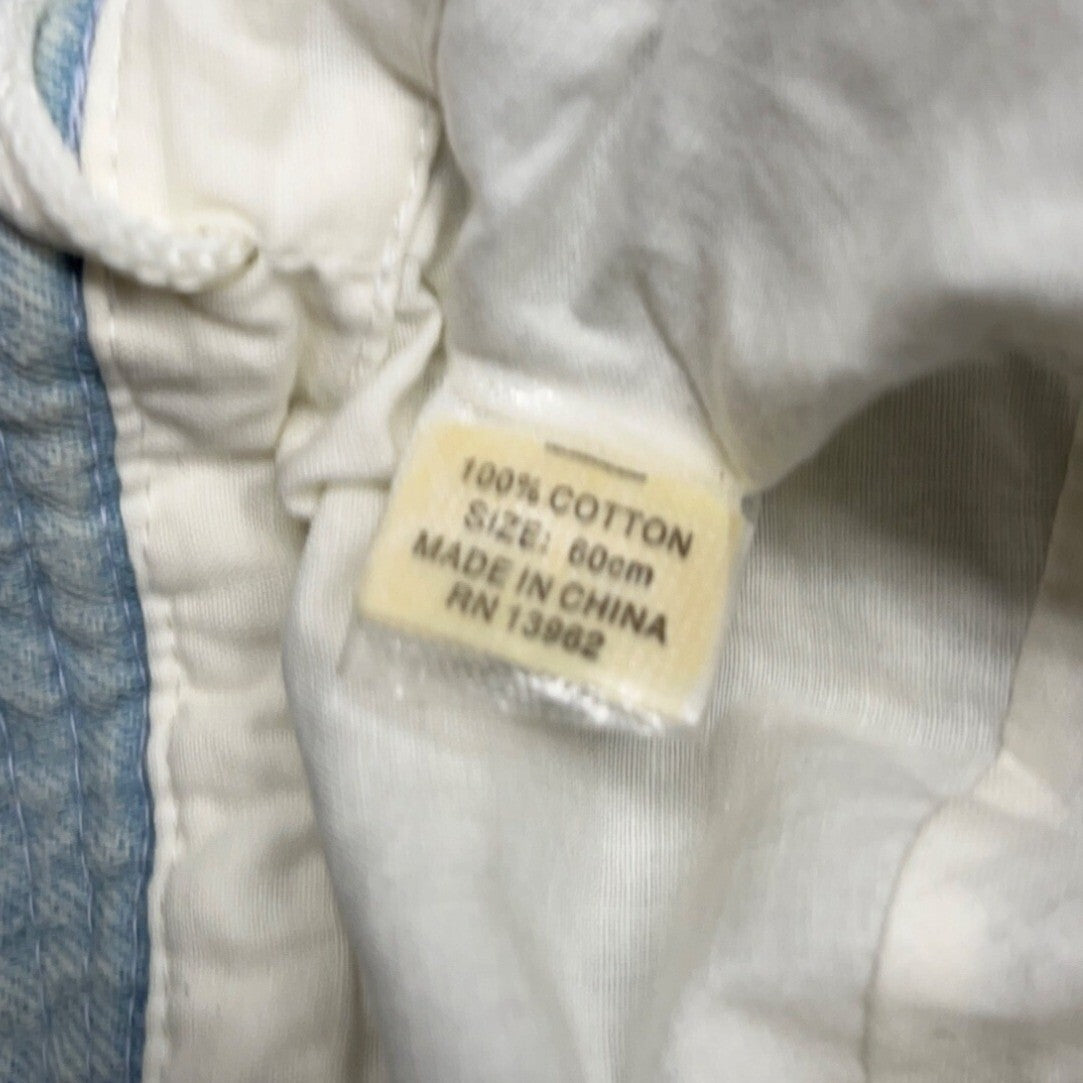 100% COTTON
SIZE: 60cm
MADE IN CHINA
RN 13962